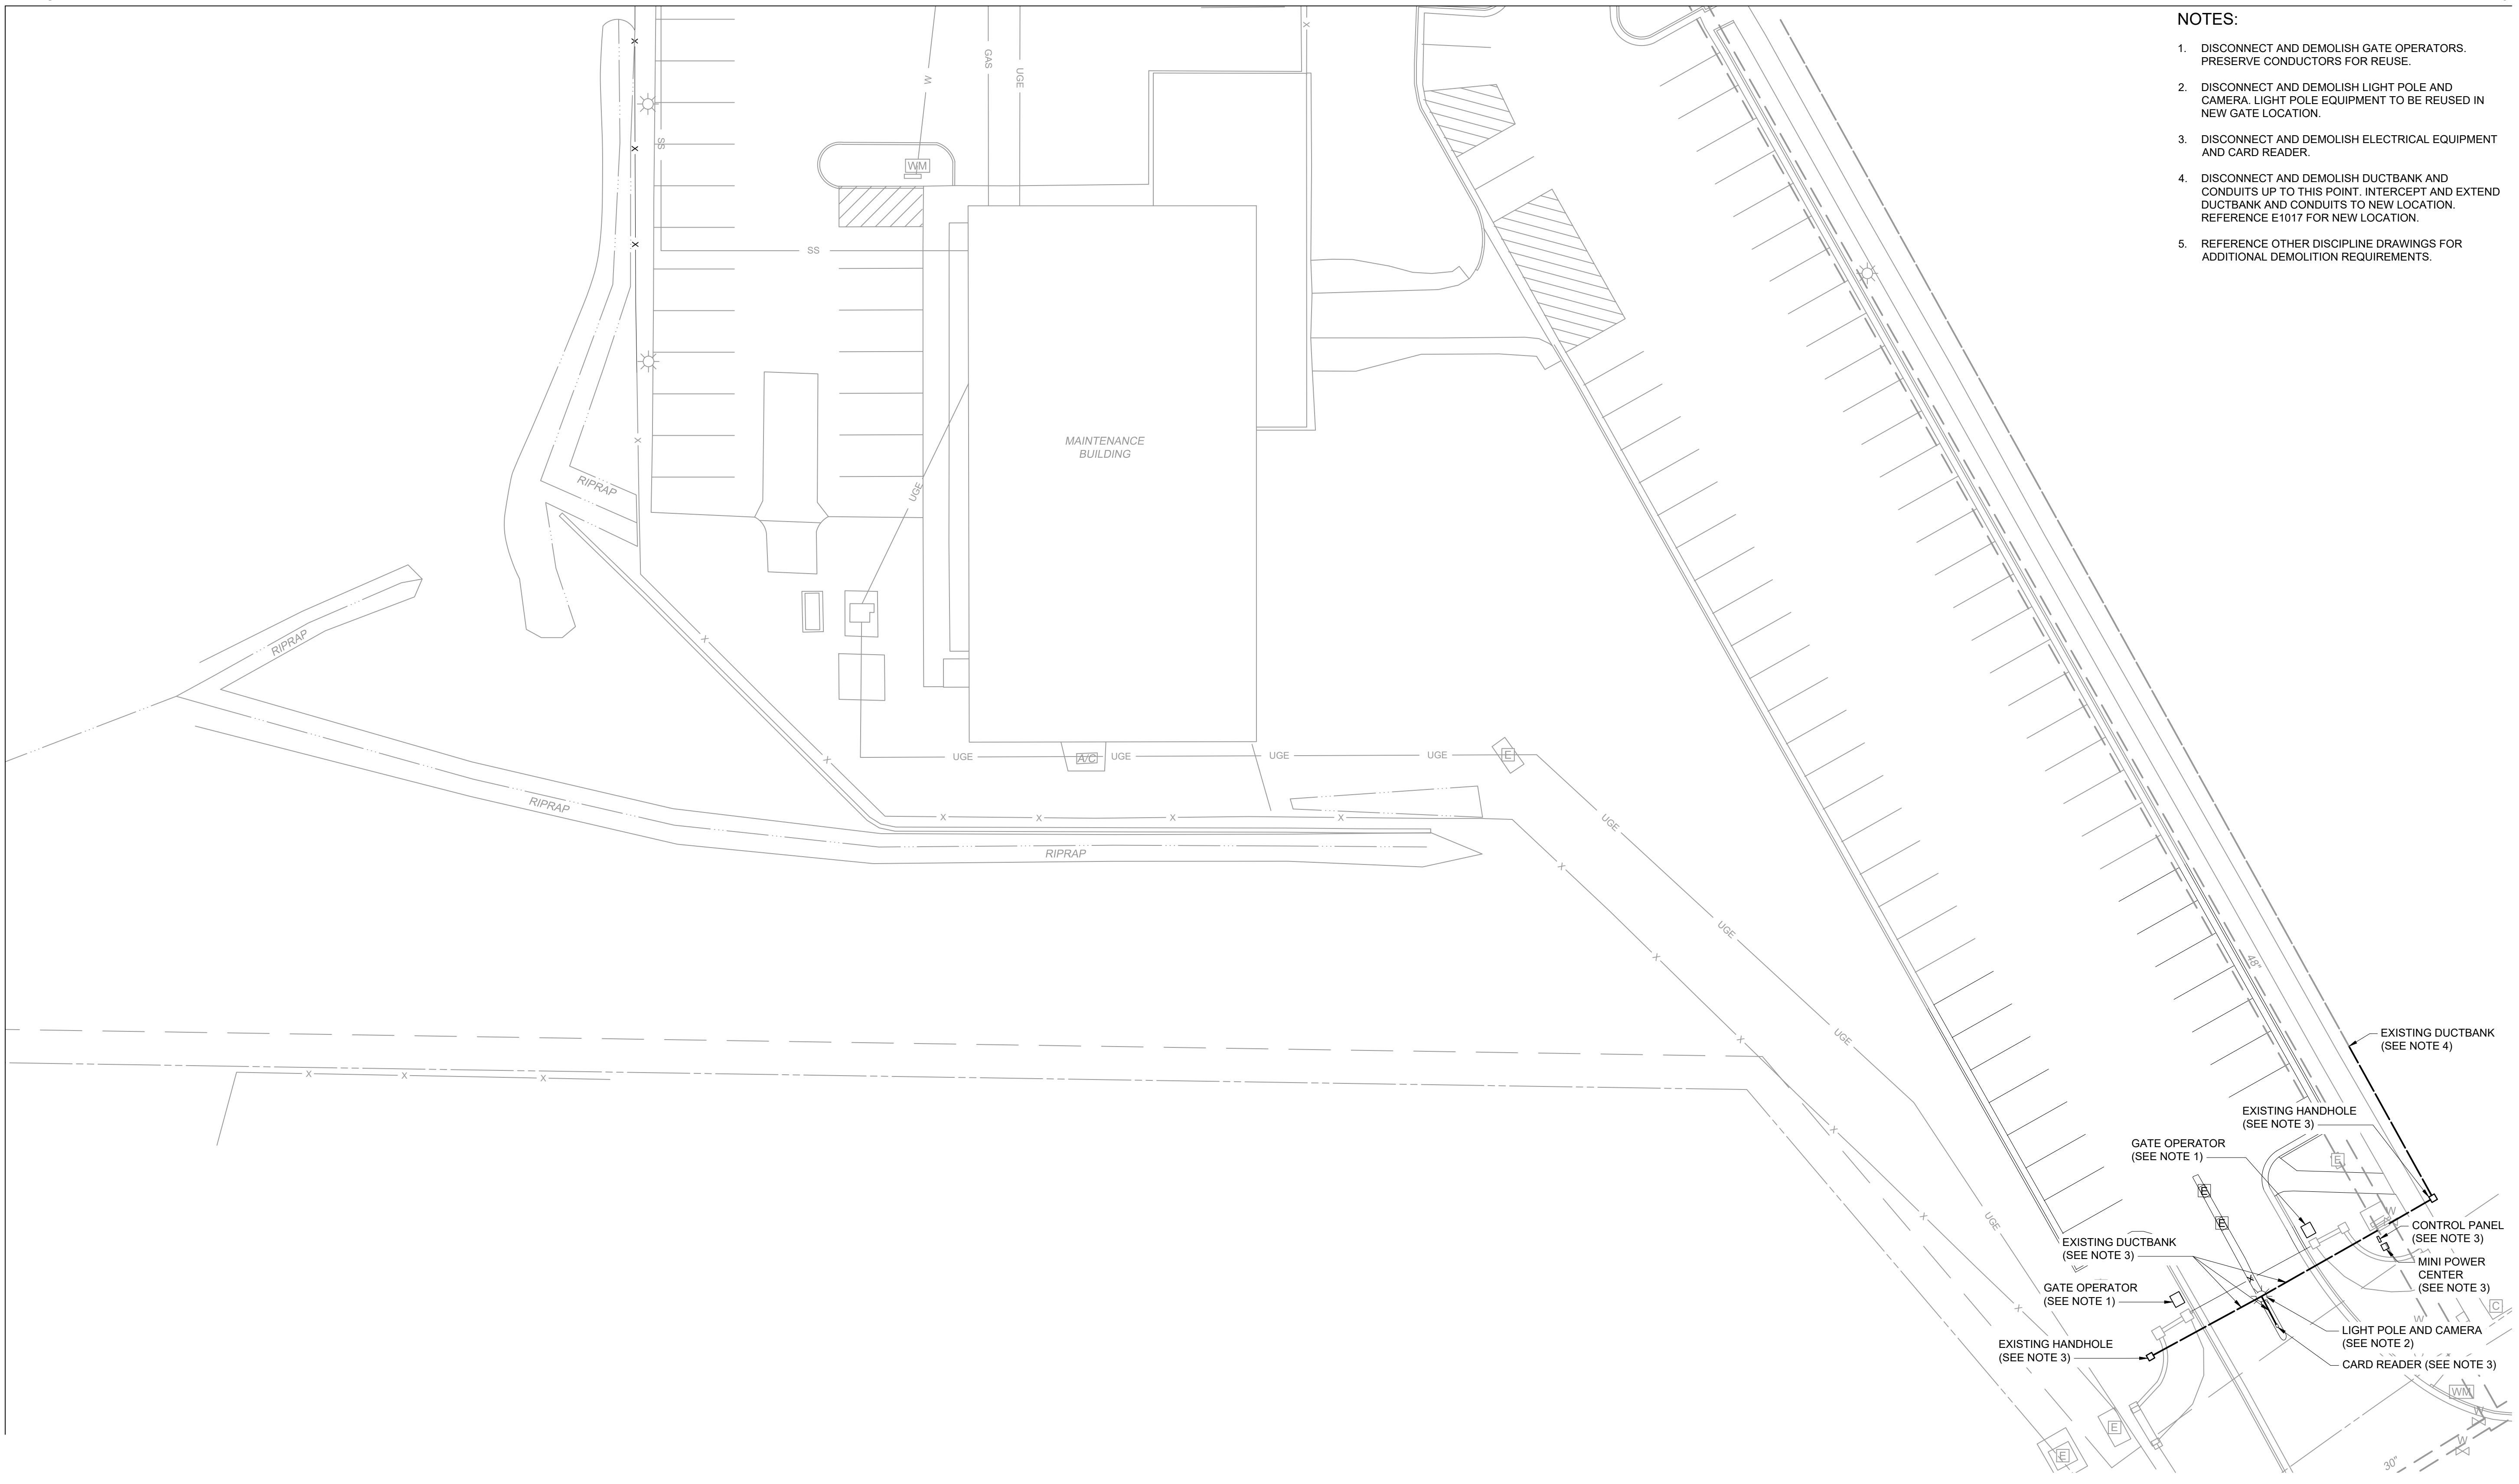 NOTES:
1. DISCONNECT AND DEMOLISH GATE OPERATORS.
PRESERVE CONDUCTORS FOR REUSE.
2. DISCONNECT AND DEMOLISH LIGHT POLE AND
CAMERA. LIGHT POLE EQUIPMENT TO BE REUSED IN
NEW GATE LOCATION.
3. DISCONNECT AND DEMOLISH ELECTRICAL EQUIPMENT
AND CARD READER.
4. DISCONNECT AND DEMOLISH DUCTBANK AND
CONDUITS UP TO THIS POINT. INTERCEPT AND EXTEND
DUCTBANK AND CONDUITS TO NEW LOCATION.
REFERENCE E1017 FOR NEW LOCATION.
5. REFERENCE OTHER DISCIPLINE DRAWINGS FOR
ADDITIONAL DEMOLITION REQUIREMENTS.
X
X
X
X
X
SS
SS
W
GAS
UGE
WM
MAINTENANCE
BUILDING
UGE
RIPRAP
RIPRAP
RIPRAP
RIPRAP
X
X
UGE
A/C
UGE
UGE
UGE
E
X
X
X
X
UGE
UGE
UGE
UGE
X
X
X
X
X
X
X
X
X
48"
EXISTING DUCTBANK
(SEE NOTE 4)
EXISTING HANDHOLE
(SEE NOTE 3)
GATE OPERATOR
(SEE NOTE 1)
E
E
E
W
CONTROL PANEL
(SEE NOTE 3)
EXISTING DUCTBANK
(SEE NOTE 3)
MINI POWER
CENTER
(SEE NOTE 3)
GATE OPERATOR
(SEE NOTE 1)
X
C
W
LIGHT POLE AND CAMERA
(SEE NOTE 2)
EXISTING HANDHOLE
(SEE NOTE 3)
CARD READER (SEE NOTE 3)
WM
W
E
E
W
30"